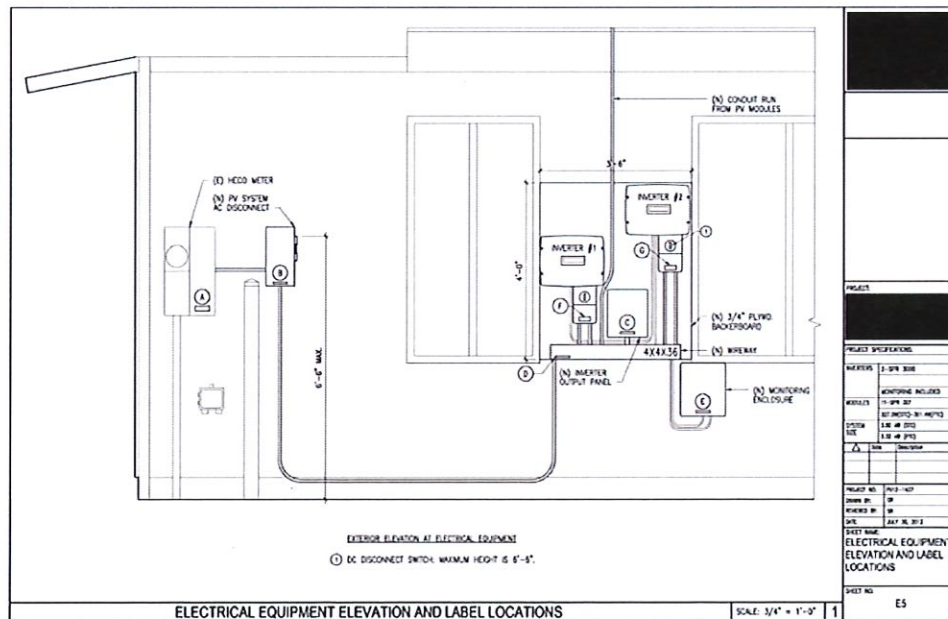 (N) CONDUIT RUN
FROM PV MODULES
3'-6"
(E) HECO METER
(N) PV SYSTEM
AC DISCONNECT
INVERTER #2
INVERTER #1
1
G
B
A
4'-0"
F
E
C
(N) 3/4" PLYWD.
BACKERBOARD
4X4X36
(N) WIREWAY
D
(N) INVERTER
OUTPUT PANEL
(N) MONITORING
ENCLOSURE
6'-6" MAX.
EXTERIOR ELEVATION AT ELECTRICAL EQUIPMENT
1 DC DISCONNECT SWITCH, MAXIMUM HEIGHT IS 6'-6".
ELECTRICAL EQUIPMENT ELEVATION AND LABEL LOCATIONS
SCALE: 3/4" = 1'-0"
1
PROJECT:
PROJECT SPECIFICATIONS
INVERTERS
MONITORING INCLUDED
MODULES
SYSTEM
SIZE
Date
Description
PROJECT NO.
DRAWN BY:
REVIEWED BY:
DATE:
SHEET NAME:
ELECTRICAL EQUIPMENT
ELEVATION AND LABEL
LOCATIONS
SHEET NO.
E5